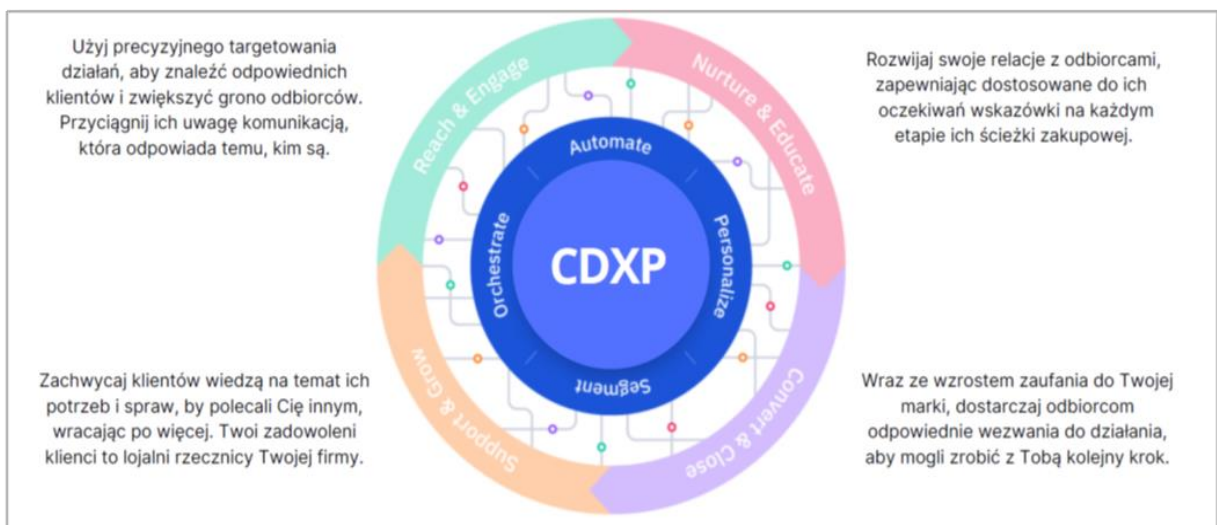 Użyj precyzyjnego targetowania
działań, aby znaleźć odpowiednich
klientów i zwiększyć grono odbiorców.
Przyciągnij ich uwagę komunikacją,
która odpowiada temu, kim są.
Rozwijaj swoje relacje z odbiorcami,
zapewniając dostosowane do ich
oczekiwań wskazówki na każdym
etapie ich ścieżki zakupowej.
Reach & Engage
Nurture & Educate
Automate
Orchestrate
CDXP
Personalize
Segment
Support & Grow
Convert & Close
Zachwycaj klientów wiedzą na temat ich
potrzeb i spraw, by polecali Cię innym,
wracając po więcej. Twoi zadowoleni
klienci to lojalni rzecznicy Twojej firmy.
Wraz ze wzrostem zaufania do Twojej
marki, dostarczaj odbiorcom
odpowiednie wezwania do działania,
aby mogli zrobić z Tobą kolejny krok.